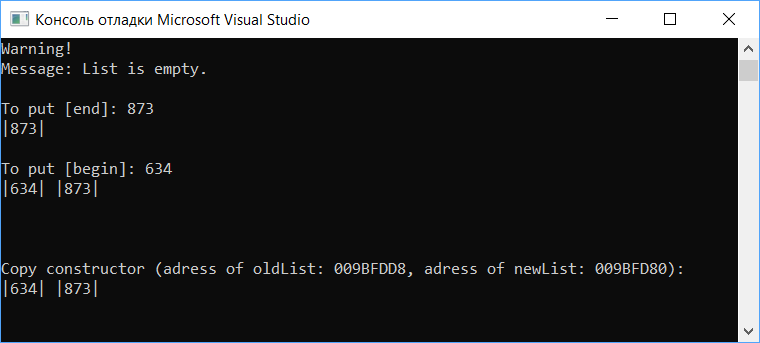 Консоль отладки Microsoft Visual Studio
Warning!
Message: List is empty.
To put [end]: 873
|873|
To put [begin]: 634
|634| |873|
Copy constructor (adress of oldList: 009BFDD8, adress of newList: 009BFD80):
|634| |873|